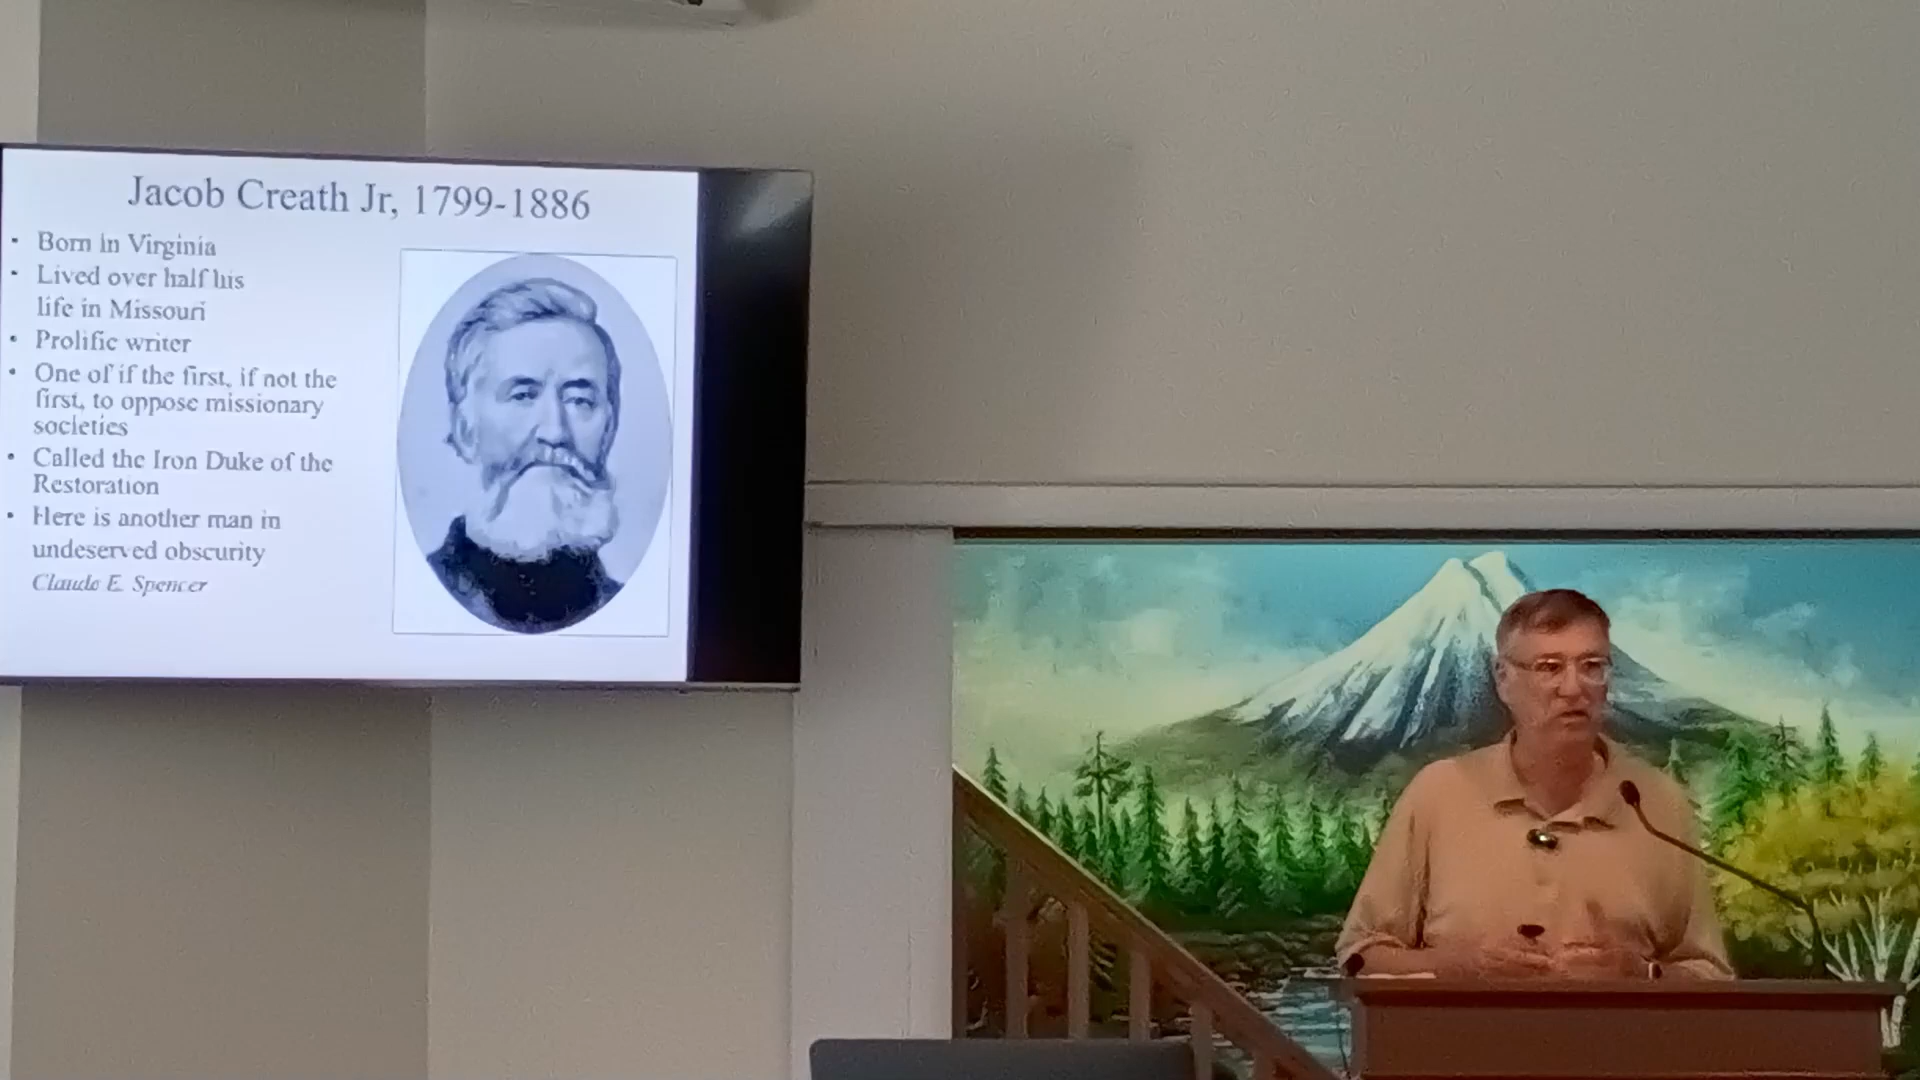 Jacob Creath Jr, 1799-1886
• Born in Virginia
• Lived over half his
life in Missouri
• Prolific writer
• One of if the first, if not the
first, to oppose missionary
societies
• Called the Iron Duke of the
Restoration
• Here is another man in
undeserved obscurity
Claude E. Spencer